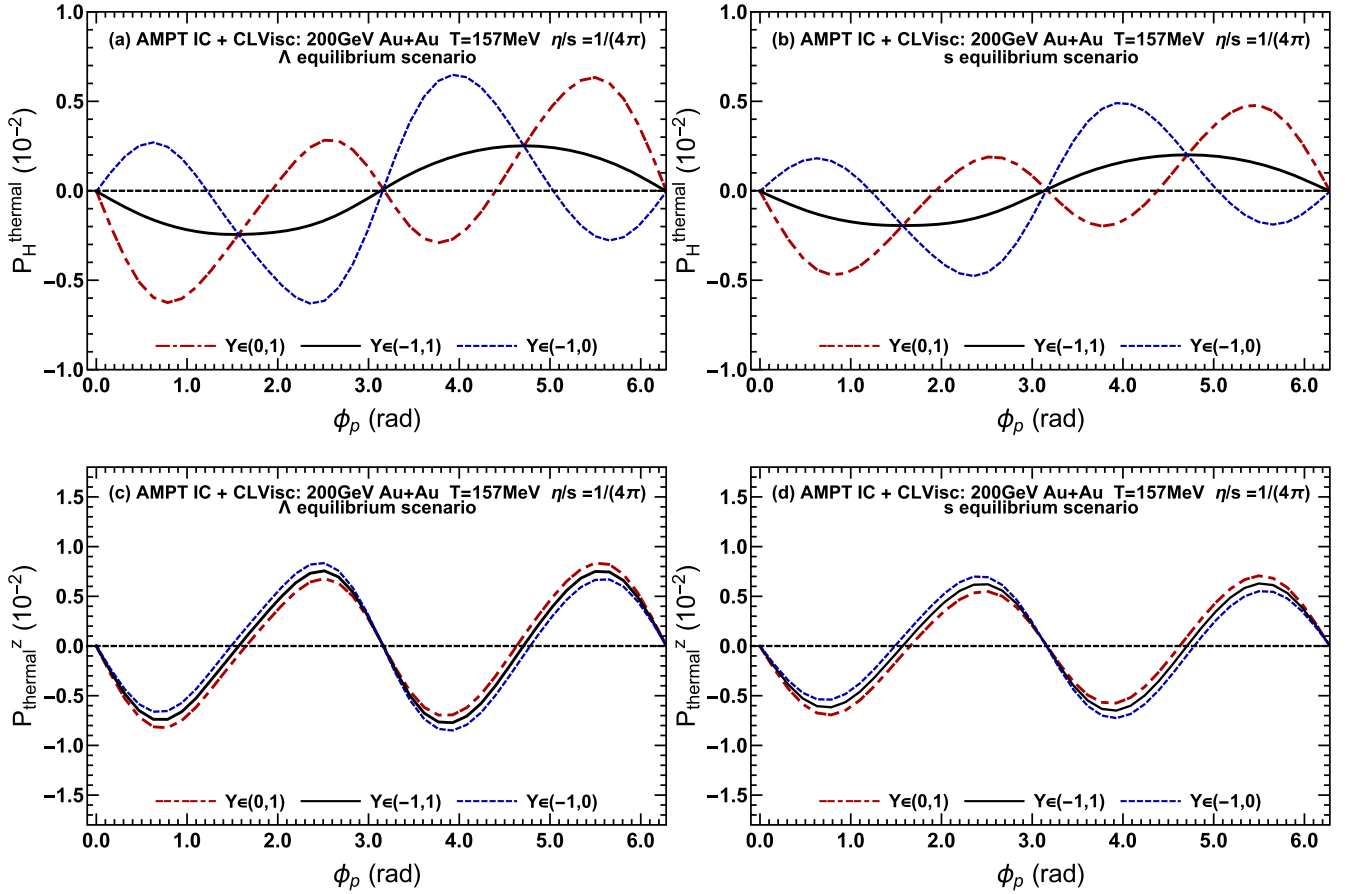 (a) AMPT IC + CLVisc: 200GeV Au+Au T=157MeV η/s =1/(4π)
Λ equilibrium scenario
P_H^thermal (10^−2)
1.0
0.5
0.0
−0.5
−1.0
Y∈(0,1) Y∈(−1,1) Y∈(−1,0)
0.0 1.0 2.0 3.0 4.0 5.0 6.0
ϕ_p (rad)
(b) AMPT IC + CLVisc: 200GeV Au+Au T=157MeV η/s =1/(4π)
s equilibrium scenario
P_H^thermal (10^−2)
1.0
0.5
0.0
−0.5
−1.0
Y∈(0,1) Y∈(−1,1) Y∈(−1,0)
0.0 1.0 2.0 3.0 4.0 5.0 6.0
ϕ_p (rad)
(c) AMPT IC + CLVisc: 200GeV Au+Au T=157MeV η/s =1/(4π)
Λ equilibrium scenario
P_thermal^z (10^−2)
1.5
1.0
0.5
0.0
−0.5
−1.0
−1.5
Y∈(0,1) Y∈(−1,1) Y∈(−1,0)
0.0 1.0 2.0 3.0 4.0 5.0 6.0
ϕ_p (rad)
(d) AMPT IC + CLVisc: 200GeV Au+Au T=157MeV η/s =1/(4π)
s equilibrium scenario
P_thermal^z (10^−2)
1.5
1.0
0.5
0.0
−0.5
−1.0
−1.5
Y∈(0,1) Y∈(−1,1) Y∈(−1,0)
0.0 1.0 2.0 3.0 4.0 5.0 6.0
ϕ_p (rad)